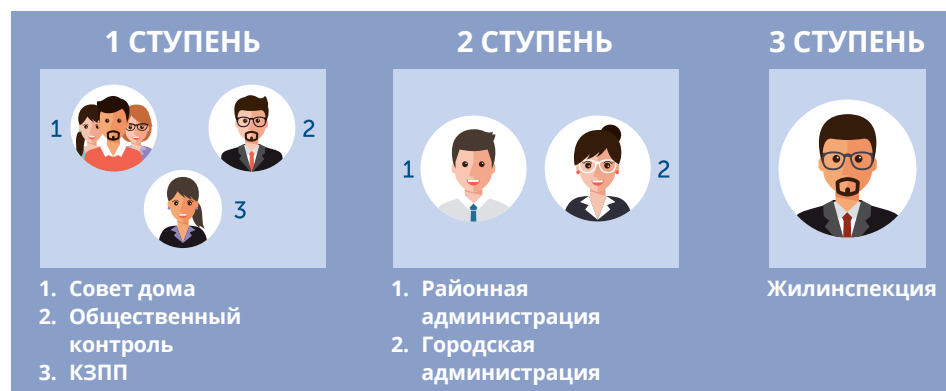 1 СТУПЕНЬ
1
2
3
1. Совет дома
2. Общественный
контроль
3. КЗПП
2 СТУПЕНЬ
1
2
1. Районная
администрация
2. Городская
администрация
3 СТУПЕНЬ
Жилинспекция